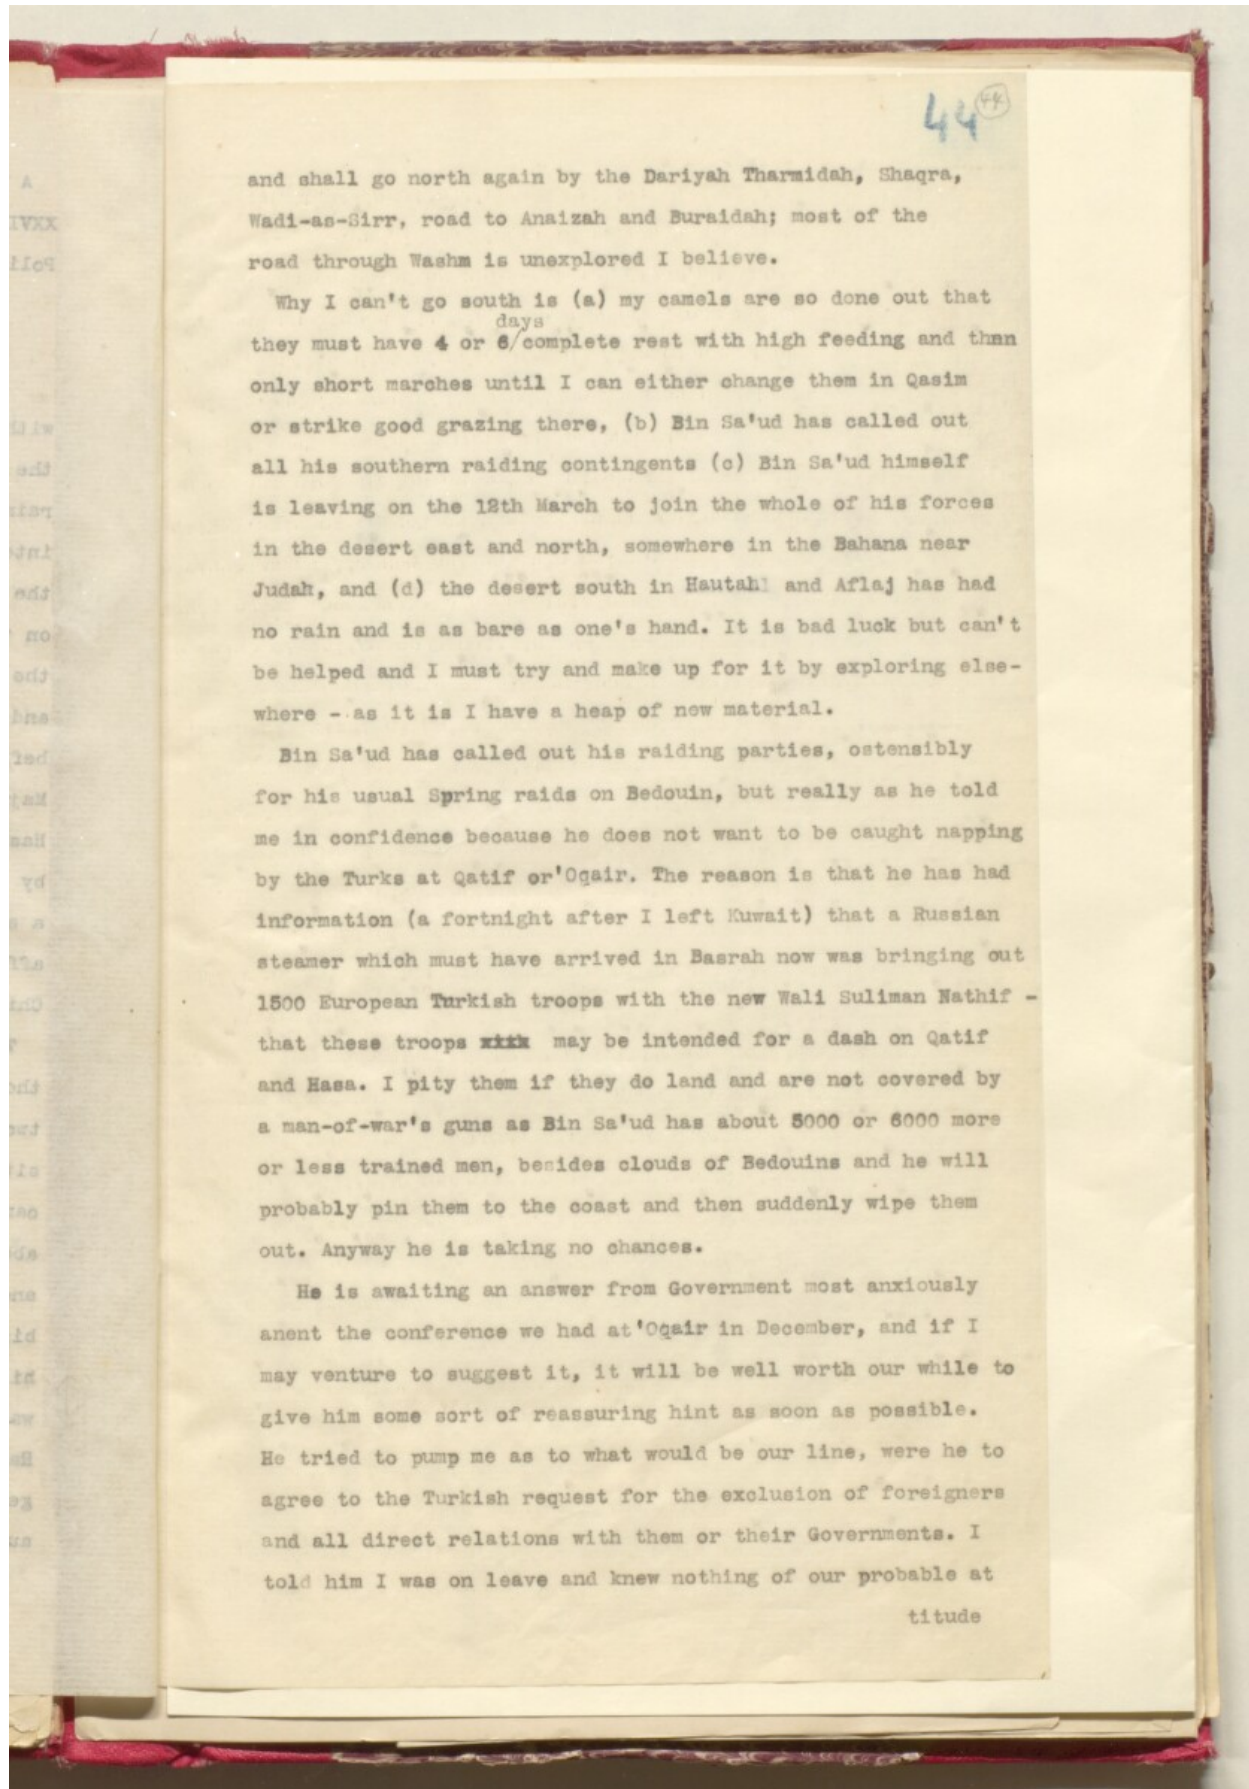 44
44
and shall go north again by the Dariyah Tharmidah, Shaqra,
Wadi-as-Sirr, road to Anaizah and Buraidah; most of the
road through Washm is unexplored I believe.
Why I can't go south is (a) my camels are so done out that
days
they must have 4 or 6/complete rest with high feeding and then
only short marches until I can either change them in Qasim
or strike good grazing there, (b) Bin Sa'ud has called out
all his southern raiding contingents (c) Bin Sa'ud himself
is leaving on the 12th March to join the whole of his forces
in the desert east and north, somewhere in the Bahana near
Judah, and (d) the desert south in Hautah and Aflaj has had
no rain and is as bare as one's hand. It is bad luck but can't
be helped and I must try and make up for it by exploring else-
where - as it is I have a heap of new material.
Bin Sa'ud has called out his raiding parties, ostensibly
for his usual Spring raids on Bedouin, but really as he told
me in confidence because he does not want to be caught napping
by the Turks at Qatif or'Oqair. The reason is that he has had
information (a fortnight after I left Kuwait) that a Russian
steamer which must have arrived in Basrah now was bringing out
1500 European Turkish troops with the new Wali Suliman Nathif -
that these troops may be intended for a dash on Qatif
and Hasa. I pity them if they do land and are not covered by
a man-of-war's guns as Bin Sa'ud has about 5000 or 6000 more
or less trained men, besides clouds of Bedouins and he will
probably pin them to the coast and then suddenly wipe them
out. Anyway he is taking no chances.
He is awaiting an answer from Government most anxiously
anent the conference we had at'Oqair in December, and if I
may venture to suggest it, it will be well worth our while to
give him some sort of reassuring hint as soon as possible.
He tried to pump me as to what would be our line, were he to
agree to the Turkish request for the exclusion of foreigners
and all direct relations with them or their Governments. I
told him I was on leave and knew nothing of our probable at
titude